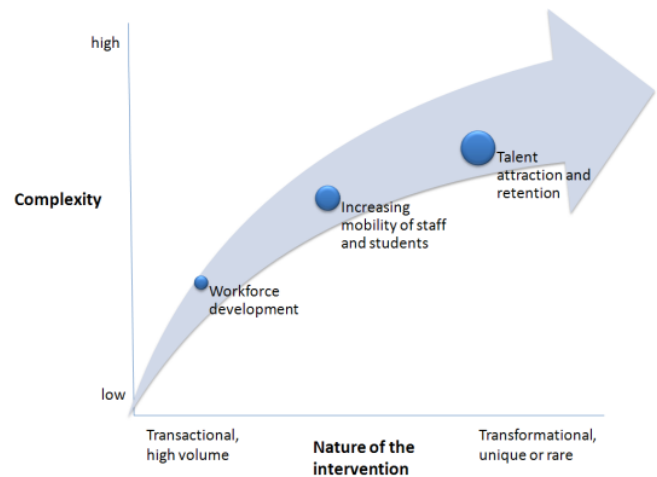 high
Complexity
low
Talent
attraction and
retention
Increasing
mobility of staff
and students
Workforce
development
Transactional,
high volume
Nature of the
intervention
Transformational,
unique or rare